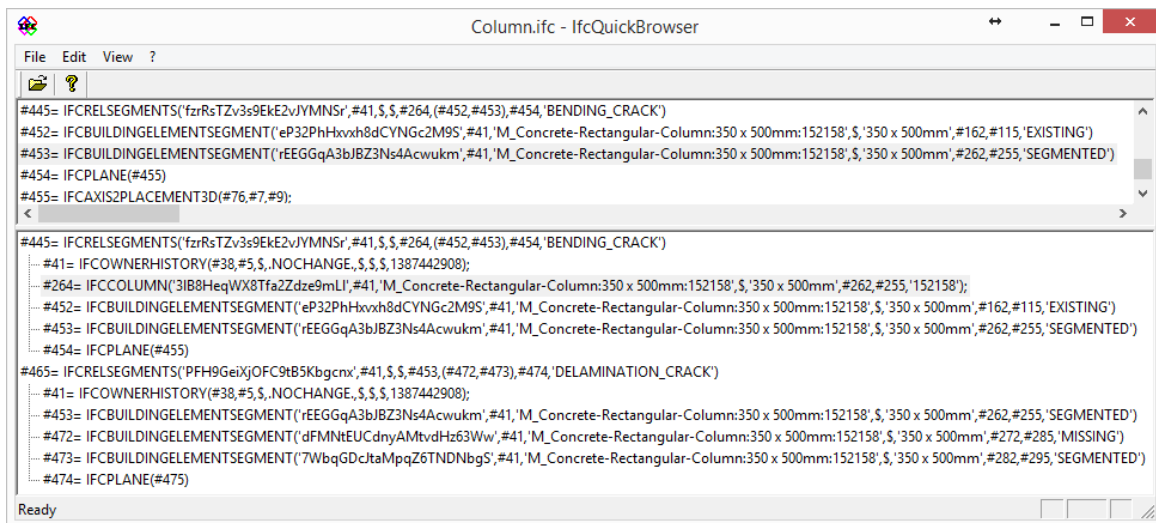 Column.ifc - IfcQuickBrowser
File Edit View ?
#445= IFCRELSEGMENTS('fzrRsTZv3s9EkE2vJYMNSr',#41,$,$,#264,(#452,#453),#454,'BENDING_CRACK')
#452= IFCBUILDINGELEMENTSEGMENT('eP32PhHxvxh8dCYNGc2M9S',#41,'M_Concrete-Rectangular-Column:350 x 500mm:152158',$,'350 x 500mm',#162,#115,'EXISTING')
#453= IFCBUILDINGELEMENTSEGMENT('rEEGGqA3bJBZ3Ns4Acwukm',#41,'M_Concrete-Rectangular-Column:350 x 500mm:152158',$,'350 x 500mm',#262,#255,'SEGMENTED')
#454= IFCPLANE(#455)
#455= IFCAXIS2PLACEMENT3D(#76,#7,#9);
#445= IFCRELSEGMENTS('fzrRsTZv3s9EkE2vJYMNSr',#41,$,$,#264,(#452,#453),#454,'BENDING_CRACK')
#41= IFCOWNERHISTORY(#38,#5,$,.NOCHANGE.,$,$,$,1387442908);
#264= IFCCOLUMN('3IB8HeqWX8Tfa2Zdze9mLI',#41,'M_Concrete-Rectangular-Column:350 x 500mm:152158',$,'350 x 500mm',#262,#255,'152158');
#452= IFCBUILDINGELEMENTSEGMENT('eP32PhHxvxh8dCYNGc2M9S',#41,'M_Concrete-Rectangular-Column:350 x 500mm:152158',$,'350 x 500mm',#162,#115,'EXISTING')
#453= IFCBUILDINGELEMENTSEGMENT('rEEGGqA3bJBZ3Ns4Acwukm',#41,'M_Concrete-Rectangular-Column:350 x 500mm:152158',$,'350 x 500mm',#262,#255,'SEGMENTED')
#454= IFCPLANE(#455)
#465= IFCRELSEGMENTS('PFH9GeiXjOFC9tB5Kbgcnx',#41,$,$,#453,(#472,#473),#474,'DELAMINATION_CRACK')
#41= IFCOWNERHISTORY(#38,#5,$,.NOCHANGE.,$,$,$,1387442908);
#453= IFCBUILDINGELEMENTSEGMENT('rEEGGqA3bJBZ3Ns4Acwukm',#41,'M_Concrete-Rectangular-Column:350 x 500mm:152158',$,'350 x 500mm',#262,#255,'SEGMENTED')
#472= IFCBUILDINGELEMENTSEGMENT('dFMNtEUCdnyAMtvdHz63Ww',#41,'M_Concrete-Rectangular-Column:350 x 500mm:152158',$,'350 x 500mm',#272,#285,'MISSING')
#473= IFCBUILDINGELEMENTSEGMENT('7WbqGDcJtaMpqZ6TNDNbgS',#41,'M_Concrete-Rectangular-Column:350 x 500mm:152158',$,'350 x 500mm',#282,#295,'SEGMENTED')
#474= IFCPLANE(#475)
Ready